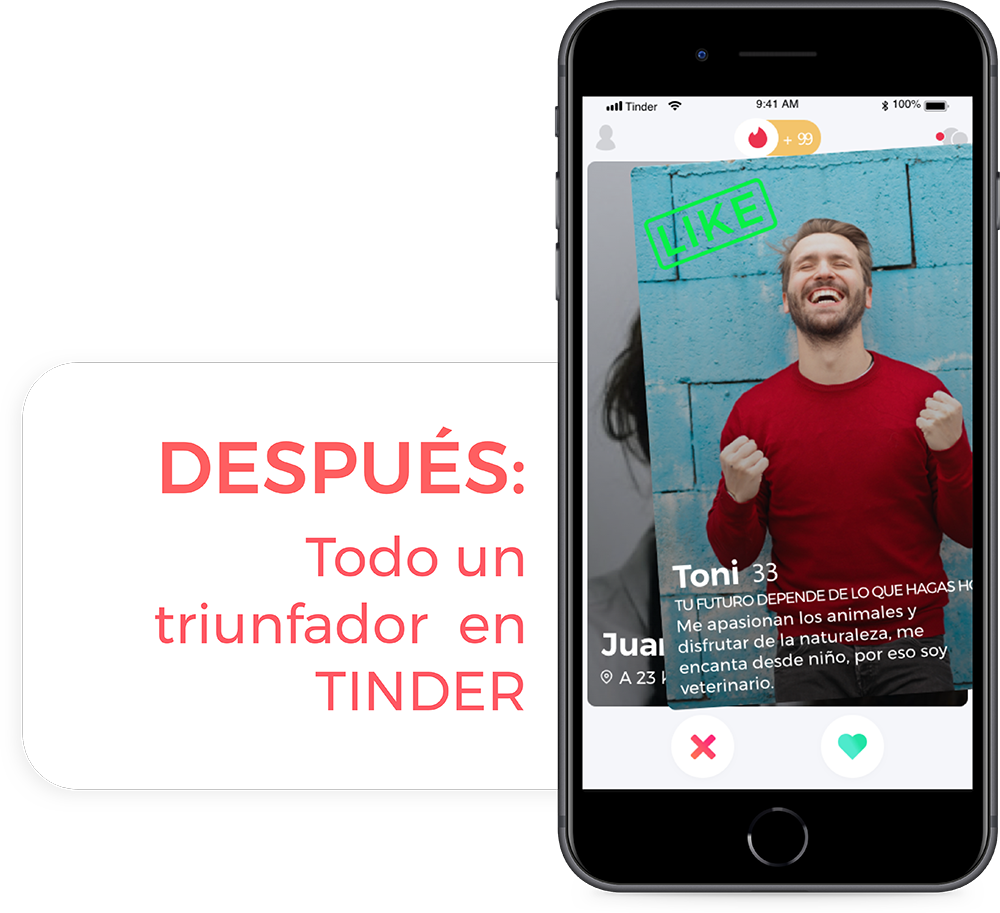 DESPUÉS:
Todo un
triunfador en
TINDER
Tinder 9:41 AM 100%
+ 99
LIKE
Toni 33
TU FUTURO DEPENDE DE LO QUE HAGAS
Me apasionan los animales y
disfrutar de la naturaleza, me
encanta desde niño, por eso soy
veterinario.
A 23